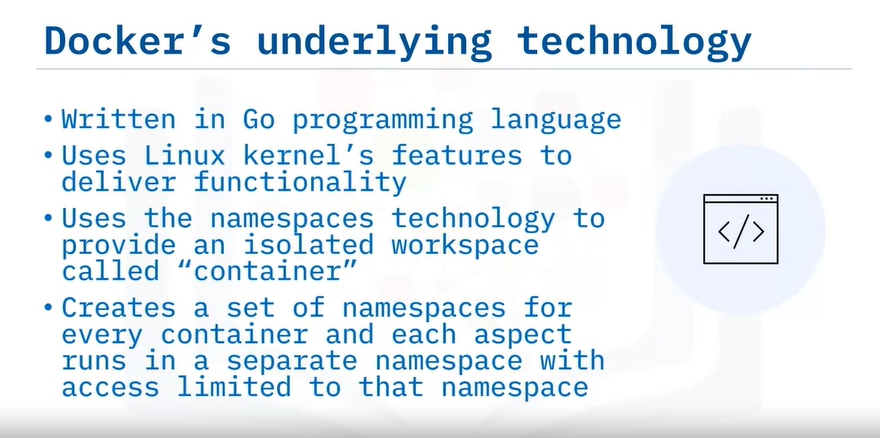 Docker’s underlying technology
• Written in Go programming language
• Uses Linux kernel’s features to
deliver functionality
• Uses the namespaces technology to
provide an isolated workspace
called “container”
• Creates a set of namespaces for
every container and each aspect
runs in a separate namespace with
access limited to that namespace